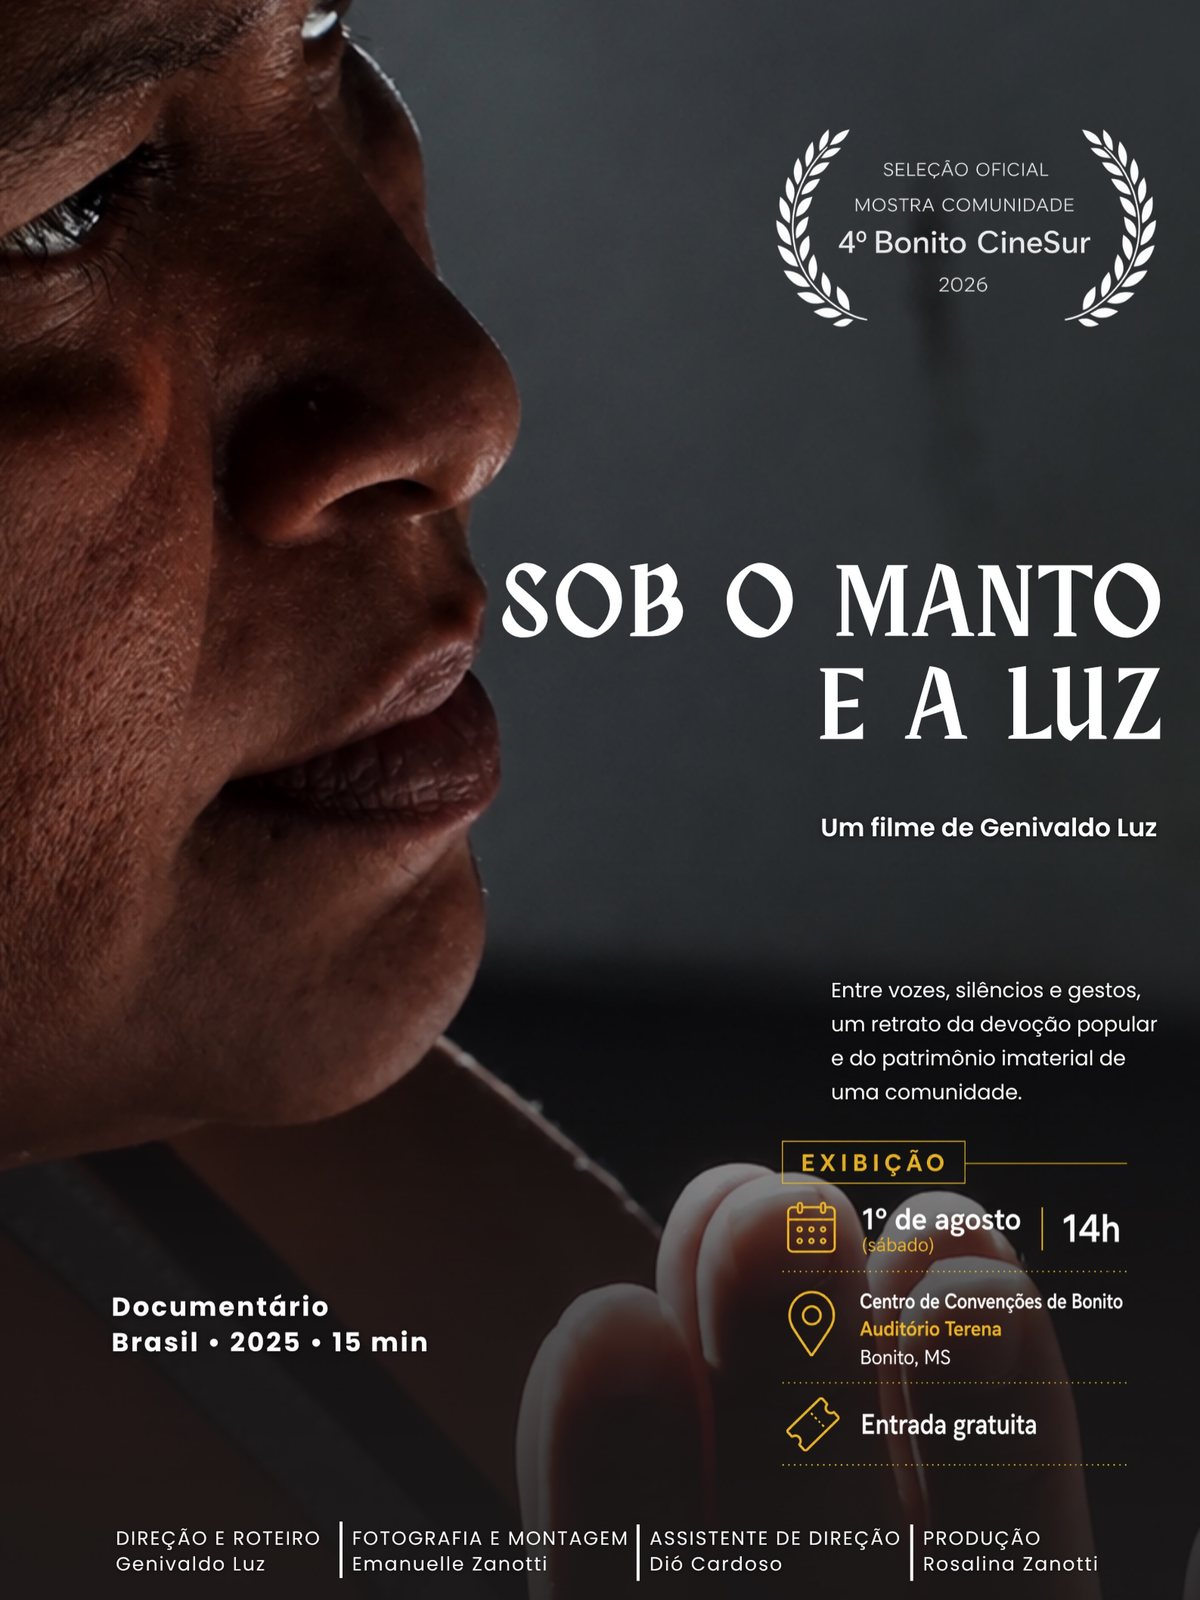 SELEÇÃO OFICIAL
MOSTRA COMUNIDADE
4º Bonito CineSur
2026
SOB O MANTO
E A LUZ
Um filme de Genivaldo Luz
Entre vozes, silêncios e gestos,
um retrato da devoção popular
e do patrimônio imaterial de
uma comunidade.
EXIBIÇÃO
1º de agosto
(sábado)
14h
Centro de Convenções de Bonito
Auditório Terena
Bonito, MS
Entrada gratuita
Documentário
Brasil • 2025 • 15 min
DIREÇÃO E ROTEIRO
Genivaldo Luz
FOTOGRAFIA E MONTAGEM
Emanuelle Zanotti
ASSISTENTE DE DIREÇÃO
Dió Cardoso
PRODUÇÃO
Rosalina Zanotti